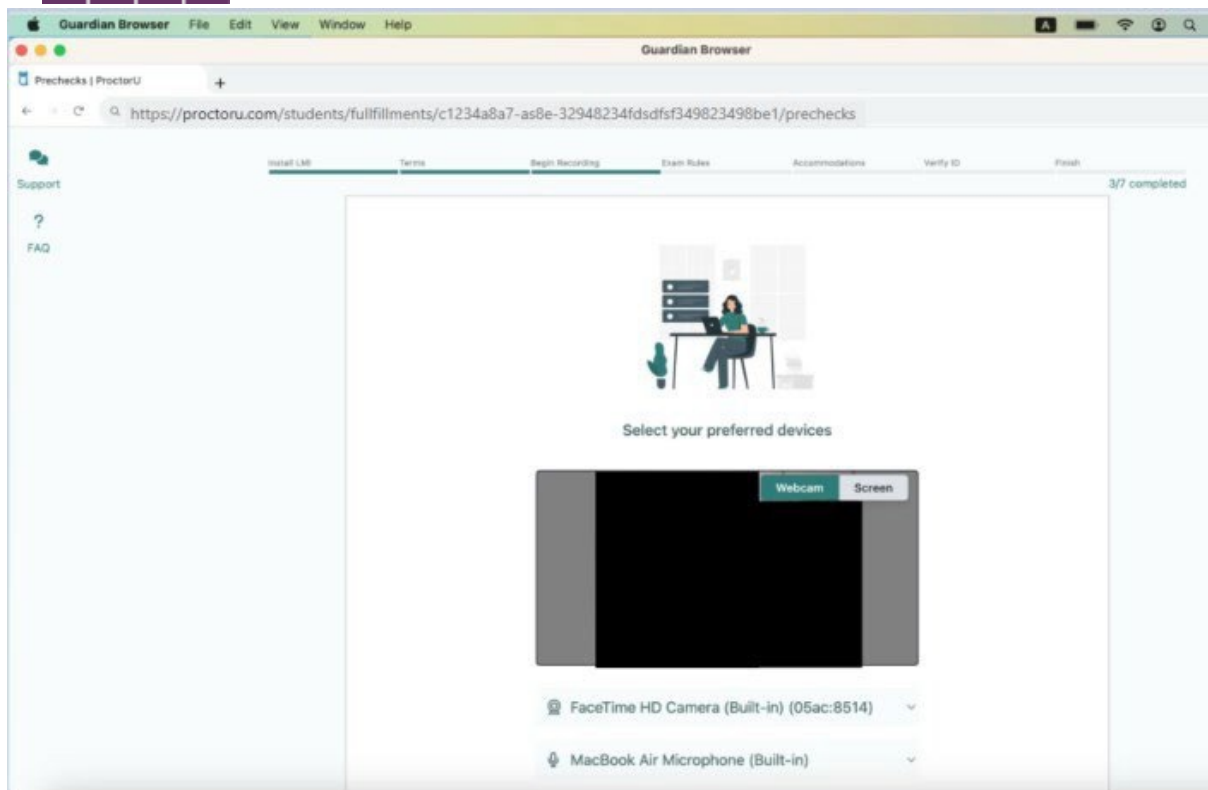 Guardian Browser File Edit View Window Help A
Guardian Browser
Prechecks | ProctorU +
https://proctoru.com/students/fullfillments/c1234a8a7-as8e-32948234fdsdfsf349823498be1/prechecks
Install LMI Terms Begin Recording Exam Rules Accommodations Verify ID Finish
3/7 completed
Support
?
FAQ
Select your preferred devices
Webcam Screen
FaceTime HD Camera (Built-in) (05ac:8514)
MacBook Air Microphone (Built-in)